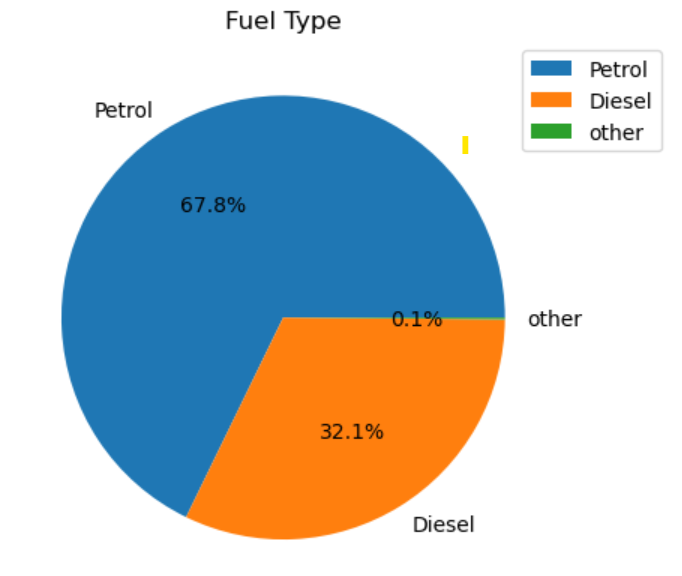 Fuel Type
Petrol
Diesel
other
Petrol
67.8%
0.1%
other
32.1%
Diesel